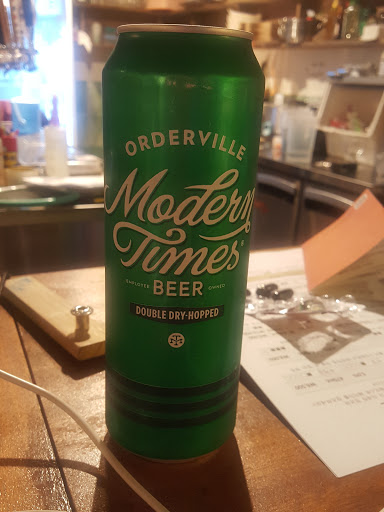 ORDERVILLE
Modern
Times
EMPLOYEE OWNED
BEER
DOUBLE DRY-HOPPED